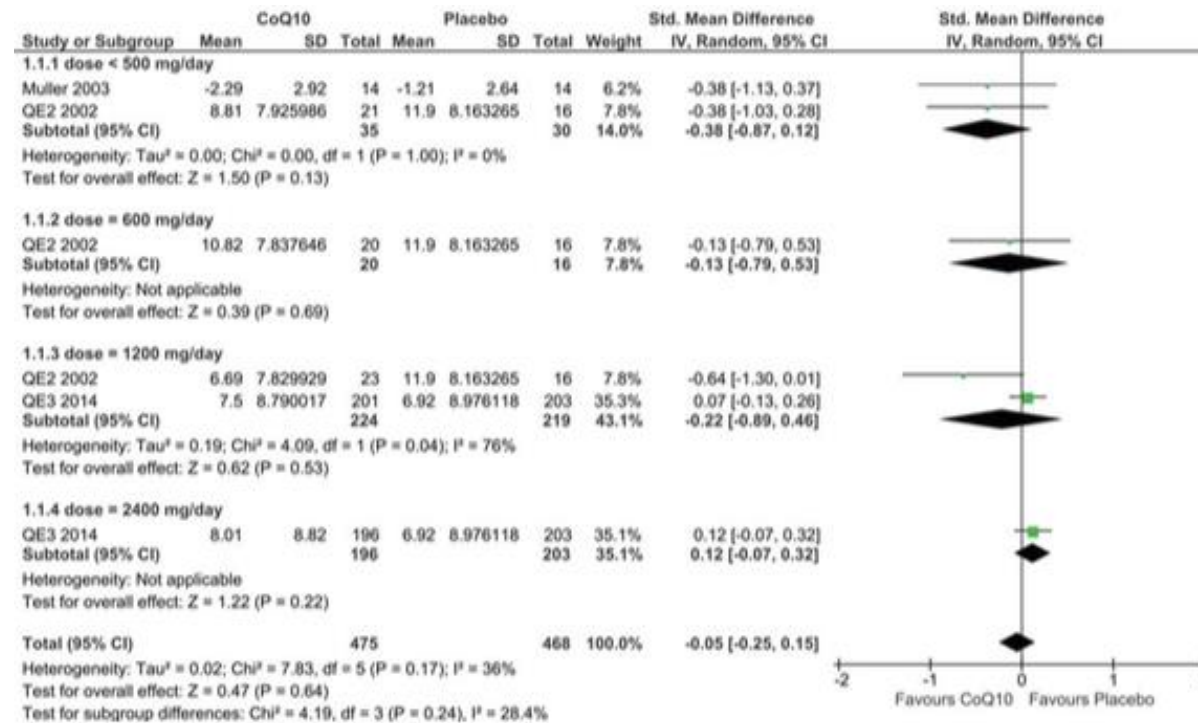 CoQ10 Placebo Std. Mean Difference Std. Mean Difference
Study or Subgroup Mean SD Total Mean SD Total Weight IV, Random, 95% CI IV, Random, 95% CI
1.1.1 dose < 500 mg/day
Muller 2003 -2.29 2.92 14 -1.21 2.64 14 6.2% -0.38 [-1.13, 0.37]
QE2 2002 8.81 7.925986 21 11.9 8.163265 16 7.8% -0.38 [-1.03, 0.28]
Subtotal (95% CI) 35 30 14.0% -0.38 [-0.87, 0.12]
Heterogeneity: Tau² = 0.00; Chi² = 0.00, df = 1 (P = 1.00); I² = 0%
Test for overall effect: Z = 1.50 (P = 0.13)
1.1.2 dose = 600 mg/day
QE2 2002 10.82 7.837646 20 11.9 8.163265 16 7.8% -0.13 [-0.79, 0.53]
Subtotal (95% CI) 20 16 7.8% -0.13 [-0.79, 0.53]
Heterogeneity: Not applicable
Test for overall effect: Z = 0.39 (P = 0.69)
1.1.3 dose = 1200 mg/day
QE2 2002 6.69 7.829929 23 11.9 8.163265 16 7.8% -0.64 [-1.30, 0.01]
QE3 2014 7.5 8.790017 201 6.92 8.976118 203 35.3% 0.07 [-0.13, 0.26]
Subtotal (95% CI) 224 219 43.1% -0.22 [-0.89, 0.46]
Heterogeneity: Tau² = 0.19; Chi² = 4.09, df = 1 (P = 0.04); I² = 76%
Test for overall effect: Z = 0.62 (P = 0.53)
1.1.4 dose = 2400 mg/day
QE3 2014 8.01 8.82 196 6.92 8.976118 203 35.1% 0.12 [-0.07, 0.32]
Subtotal (95% CI) 196 203 35.1% 0.12 [-0.07, 0.32]
Heterogeneity: Not applicable
Test for overall effect: Z = 1.22 (P = 0.22)
Total (95% CI) 475 468 100.0% -0.05 [-0.25, 0.15]
Heterogeneity: Tau² = 0.02; Chi² = 7.83, df = 5 (P = 0.17); I² = 36%
Test for overall effect: Z = 0.47 (P = 0.64)
Test for subgroup differences: Chi² = 4.19, df = 3 (P = 0.24), I² = 28.4%
-2 -1 0 1
Favours CoQ10 Favours Placebo